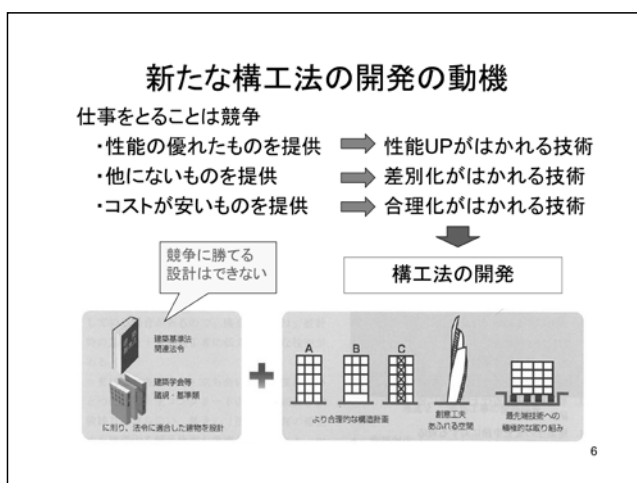 新たな構工法の開発の動機
仕事をとることは競争
・性能の優れたものを提供
性能UPがはかれる技術
・他にないものを提供
差別化がはかれる技術
・コストが安いものを提供
合理化がはかれる技術
競争に勝てる
設計はできない
構工法の開発
建築基準法
関連法令
建築学会等
諸規・基準類
に則り、法令に適合した建物を設計
A
B
C
より合理的な構造計画
創意工夫
あふれる空間
最先端技術への
積極的な取り組み
6